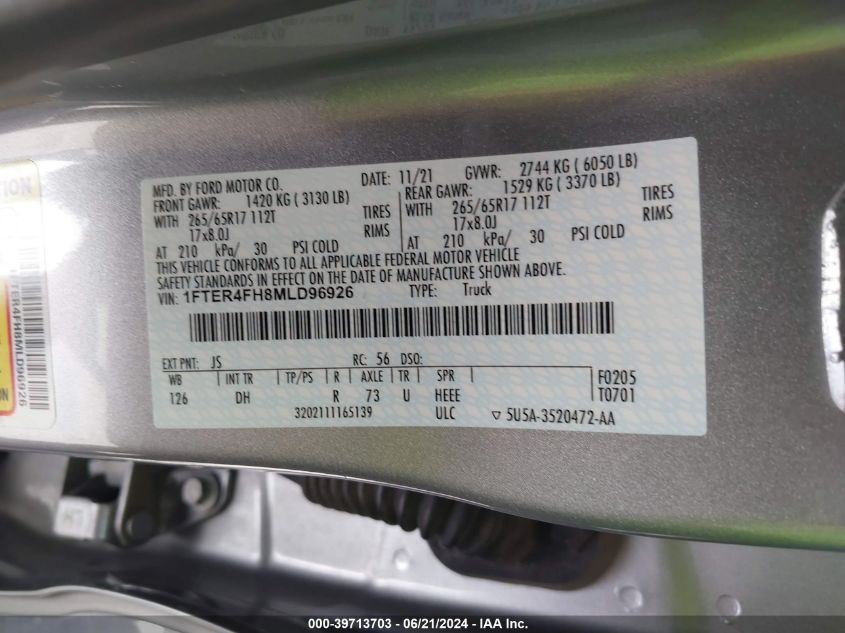 MFD. BY FORD MOTOR CO. DATE: 11/21 GVWR: 2744 KG ( 6050 LB)
FRONT GAWR: 1420 KG ( 3130 LB) REAR GAWR: 1529 KG ( 3370 LB)
WITH 265/65R17 112T TIRES WITH 265/65R17 112T TIRES
17x8.0J RIMS 17x8.0J RIMS
AT 210 kPa/ 30 PSI COLD AT 210 kPa/ 30 PSI COLD
THIS VEHICLE CONFORMS TO ALL APPLICABLE FEDERAL MOTOR VEHICLE
SAFETY STANDARDS IN EFFECT ON THE DATE OF MANUFACTURE SHOWN ABOVE.
VIN: 1FTER4FH8MLD96926 TYPE: Truck
EXT PNT: JS RC: 56 DSO:
WB INT TR TP/PS R AXLE TR SPR F0205
126 DH R 73 U HEEE T0701
3202111165139 ULC 5U5A-3520472-AA
TER4FH8MLD96926
LH
000-39713703 - 06/21/2024 - IAA Inc.